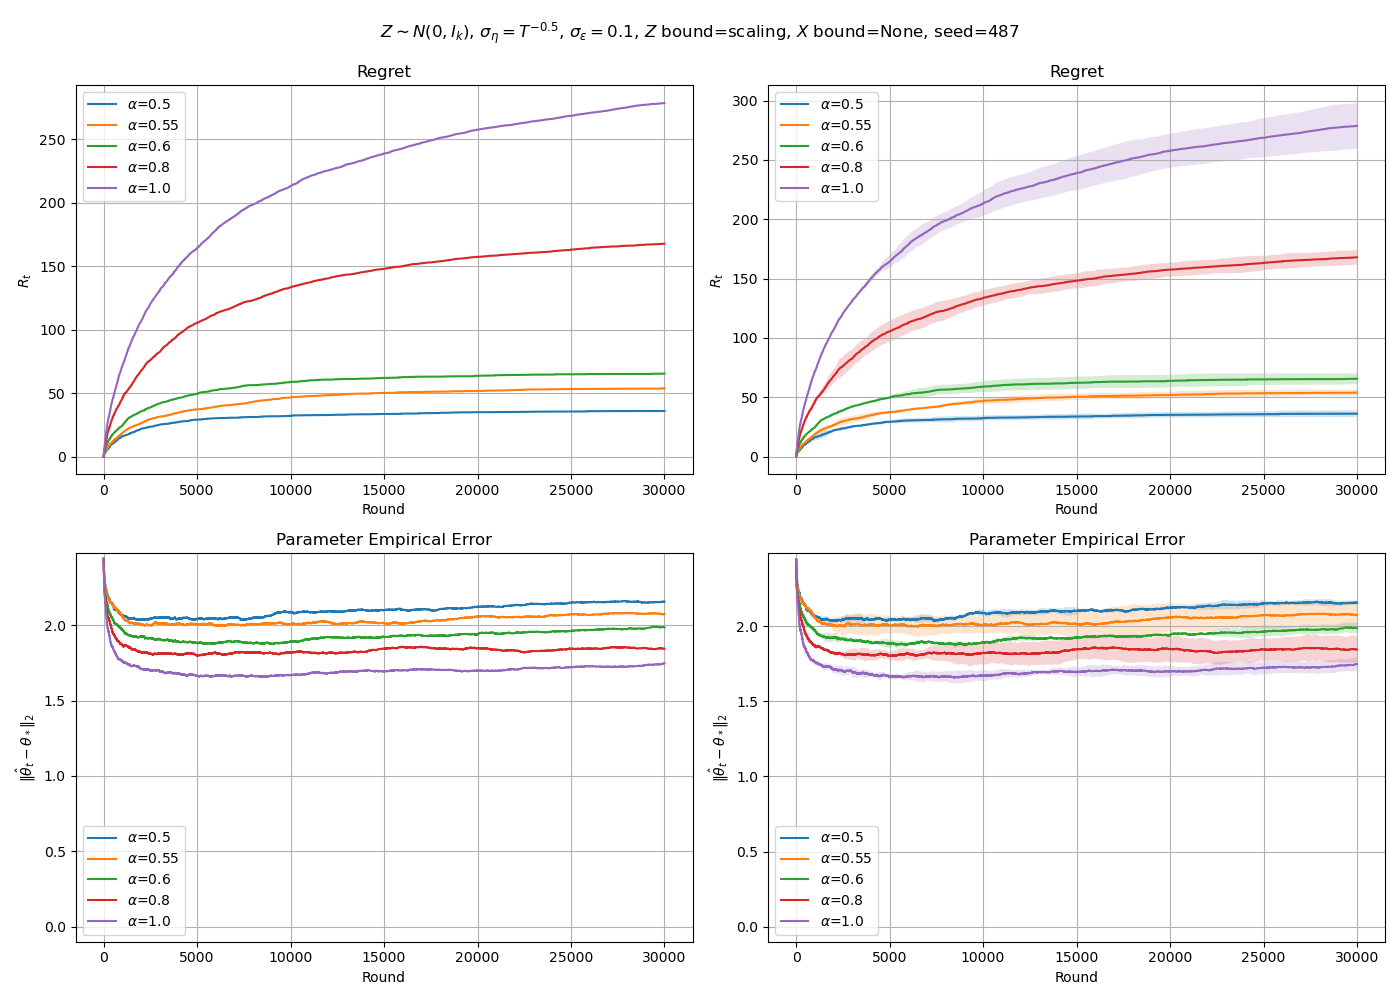 Z ∼ N(0, I_k), σ_η = T^{−0.5}, σ_ε = 0.1, Z bound=scaling, X bound=None, seed=487
Regret
R_t
250
200
150
100
50
0
α=0.5
α=0.55
α=0.6
α=0.8
α=1.0
0 5000 10000 15000 20000 25000 30000
Round
Regret
R_t
300
250
200
150
100
50
0
α=0.5
α=0.55
α=0.6
α=0.8
α=1.0
0 5000 10000 15000 20000 25000 30000
Round
Parameter Empirical Error
‖θ̂_t − θ_*‖_2
2.0
1.5
1.0
0.5
0.0
α=0.5
α=0.55
α=0.6
α=0.8
α=1.0
0 5000 10000 15000 20000 25000 30000
Round
Parameter Empirical Error
‖θ̂_t − θ_*‖_2
2.0
1.5
1.0
0.5
0.0
α=0.5
α=0.55
α=0.6
α=0.8
α=1.0
0 5000 10000 15000 20000 25000 30000
Round